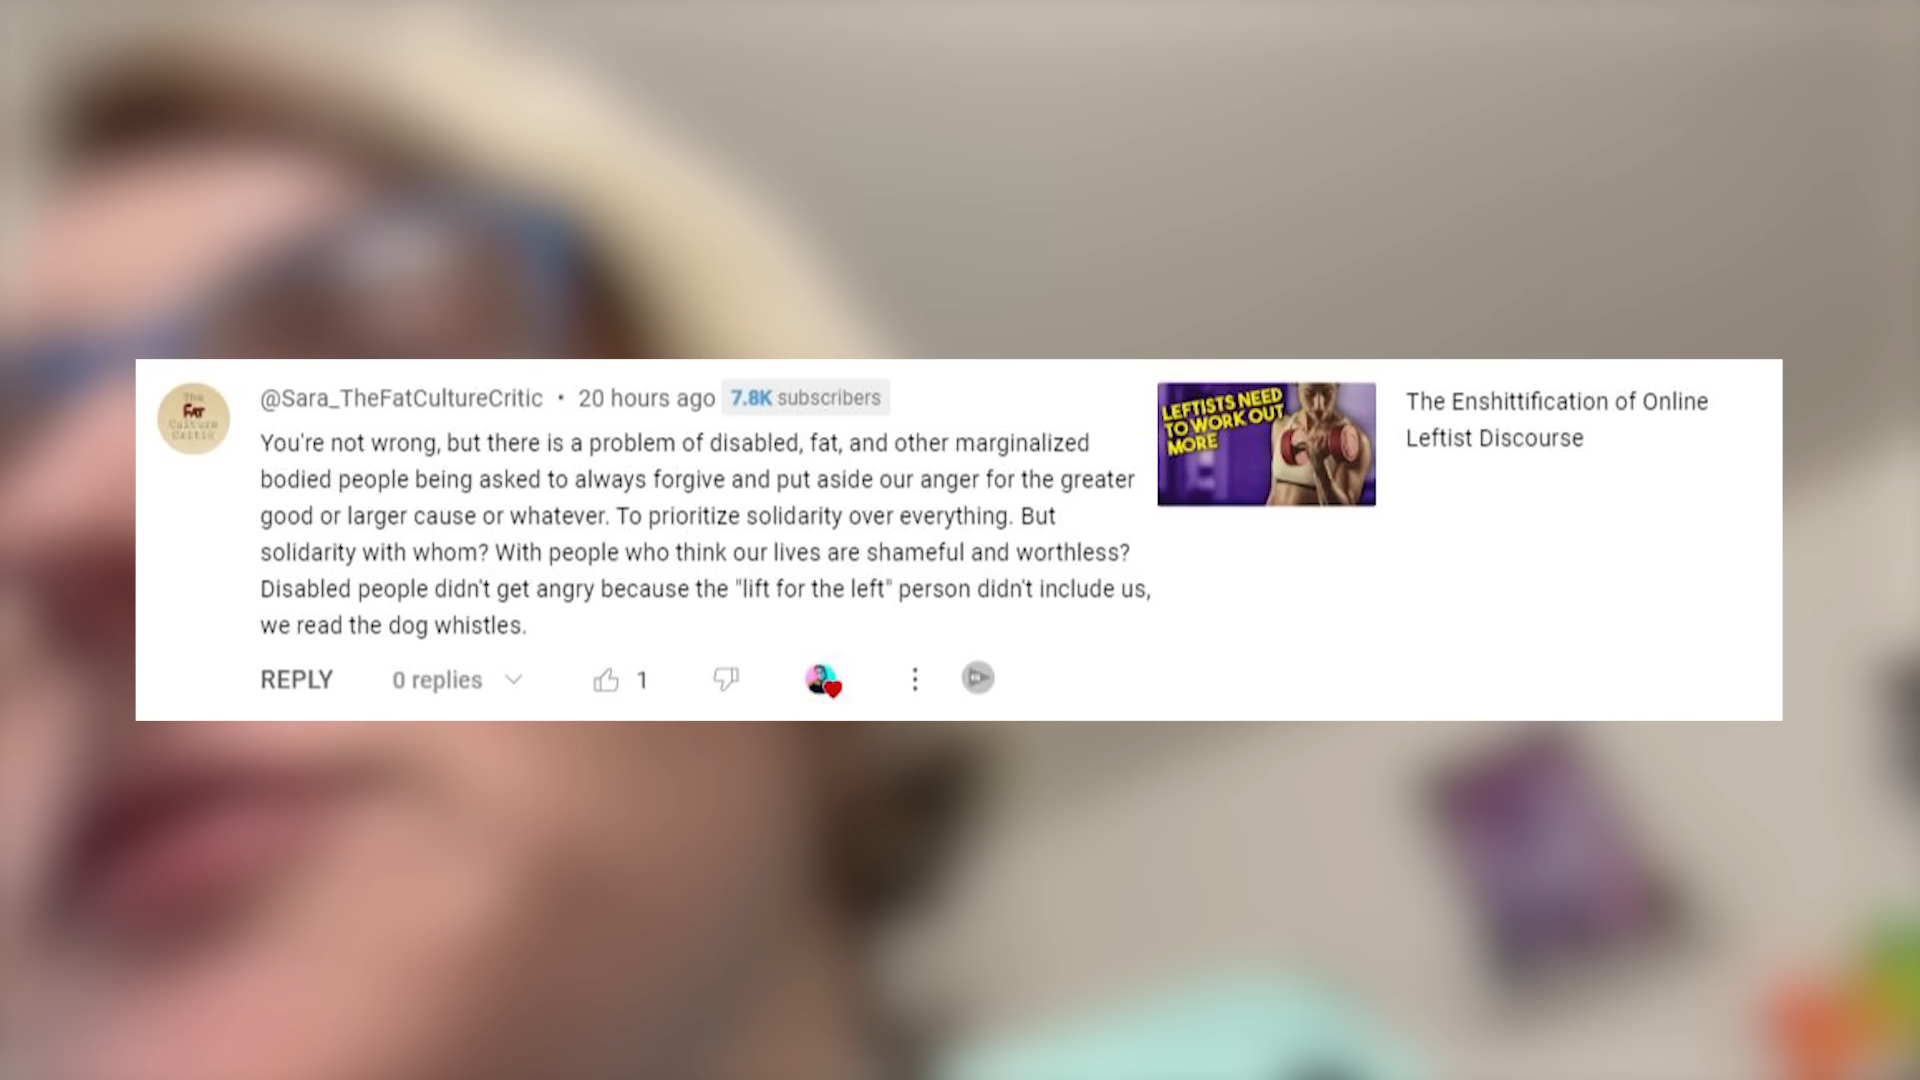 The
FAT
Culture
Critic
@Sara_TheFatCultureCritic • 20 hours ago 7.8K subscribers
You're not wrong, but there is a problem of disabled, fat, and other marginalized
bodied people being asked to always forgive and put aside our anger for the greater
good or larger cause or whatever. To prioritize solidarity over everything. But
solidarity with whom? With people who think our lives are shameful and worthless?
Disabled people didn't get angry because the "lift for the left" person didn't include us,
we read the dog whistles.
REPLY 0 replies 1
LEFTISTS NEED
TO WORK OUT
MORE
The Enshittification of Online
Leftist Discourse